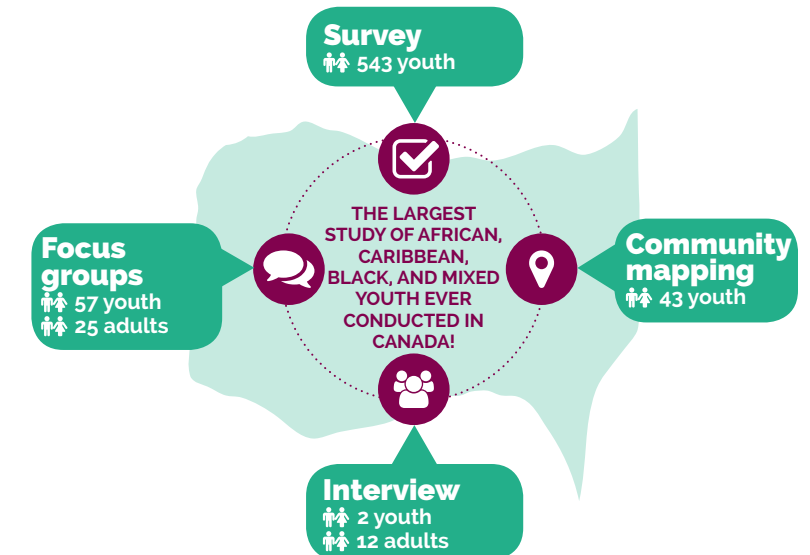 Survey
543 youth
Focus
groups
57 youth
25 adults
THE LARGEST
STUDY OF AFRICAN,
CARIBBEAN,
BLACK, AND MIXED
YOUTH EVER
CONDUCTED IN
CANADA!
Community
mapping
43 youth
Interview
2 youth
12 adults